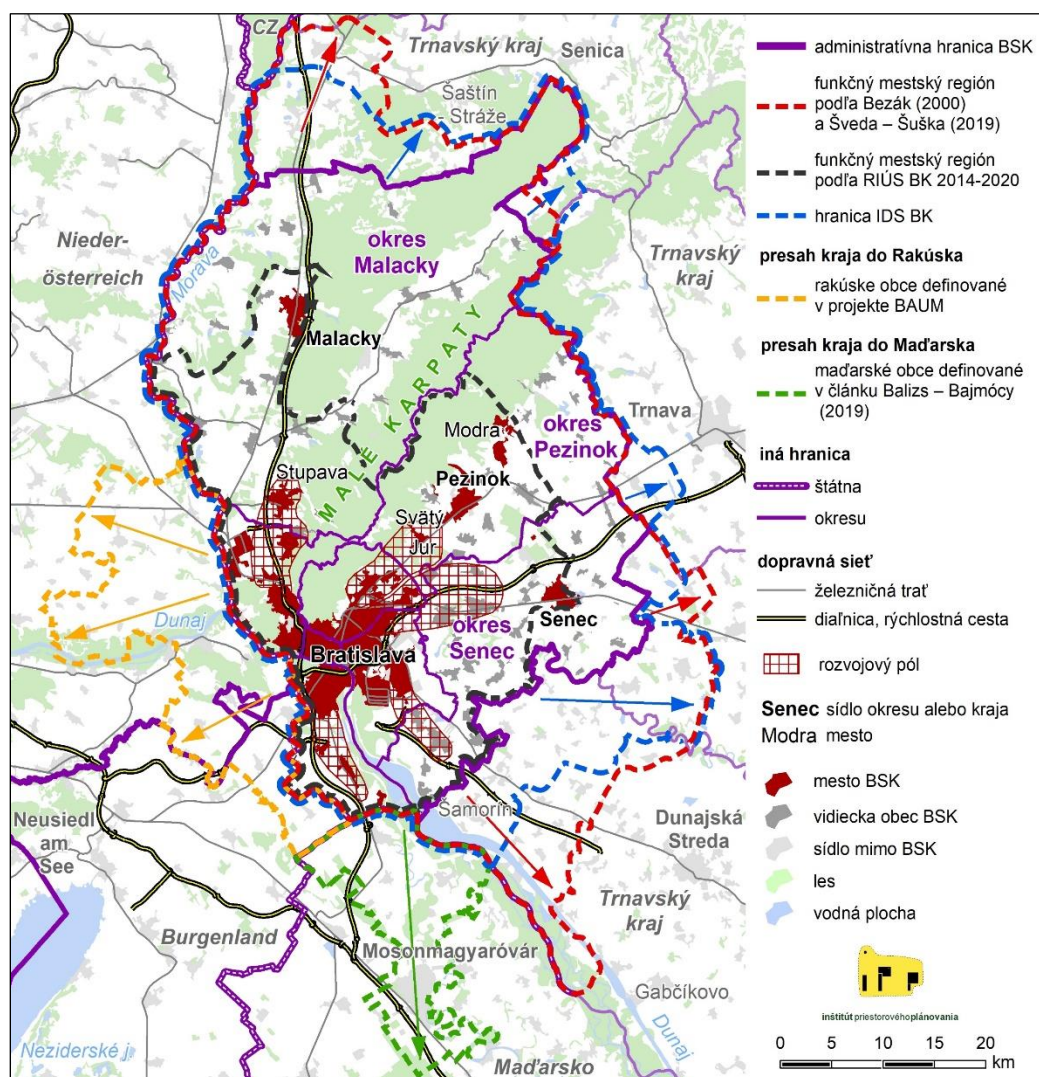 CZ
Trnavský kraj
Senica
Šaštín
- Stráže
Nieder-
österreich
Morava
okres
Malacky
Trnavský
kraj
Malacky
MALÉ KARPATY
Modra
okres
Pezinok
Trnava
Stupava
Pezinok
Svätý
Jur
Dunaj
okres
Senec
Senec
Bratislava
Neusiedl
am
See
Šamorín
Dunajská
Streda
Trnavský
kraj
Burgenland
Mosonmagyaróvár
Gabčíkovo
Neziderské j.
Maďarsko
Dunaj
administratívna hranica BSK
funkčný mestský región
podľa Bezák (2000)
a Šveda – Šuška (2019)
funkčný mestský región
podľa RIÚS BK 2014-2020
hranica IDS BK
presah kraja do Rakúska
rakúske obce definované
v projekte BAUM
presah kraja do Maďarska
maďarské obce definované
v článku Balizs – Bajmócy
(2019)
iná hranica
štátna
okresu
dopravná sieť
železničná trať
diaľnica, rýchlostná cesta
rozvojový pól
Senec sídlo okresu alebo kraja
Modra mesto
mesto BSK
vidiecka obec BSK
sídlo mimo BSK
les
vodná plocha
inštitút priestorového plánovania
0 5 10 15 20
km